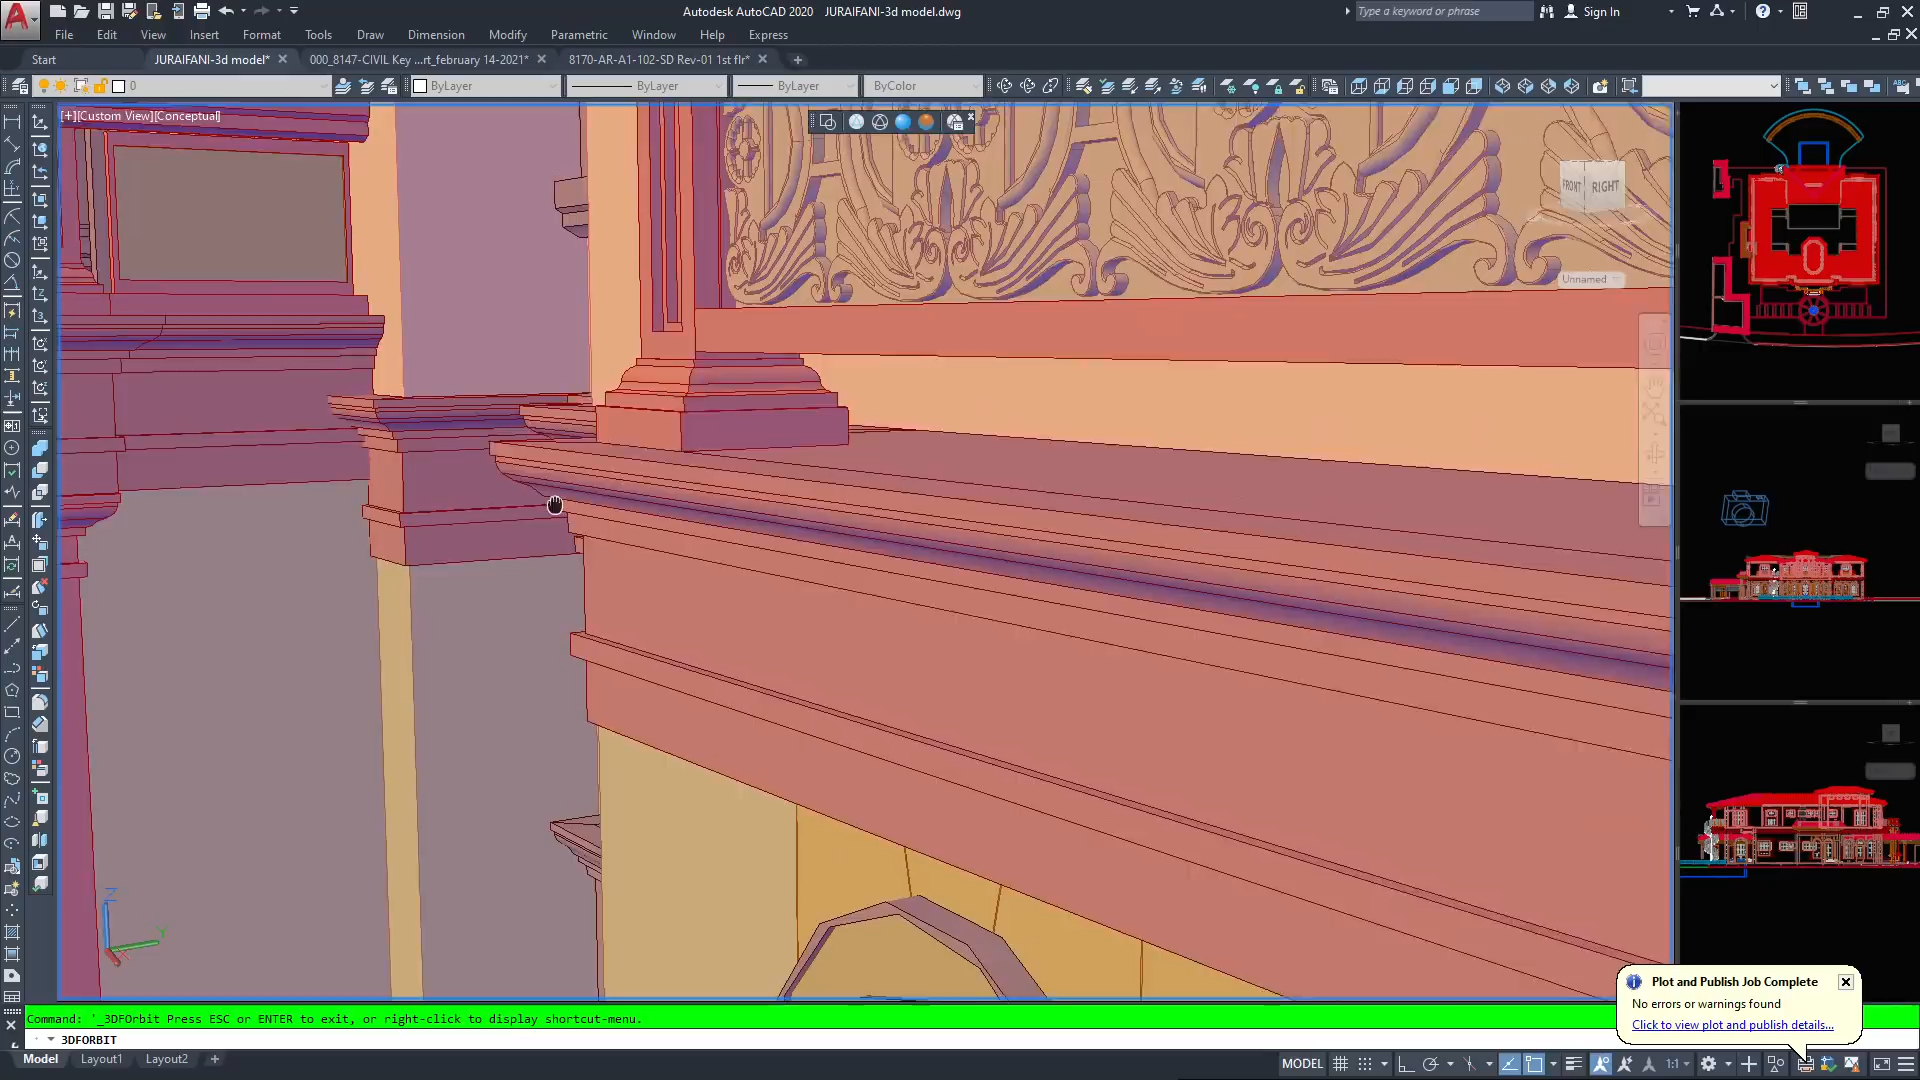 Autodesk AutoCAD 2020 JURAIFANI-3d model.dwg
Type a keyword or phrase
Sign In
File Edit View Insert Format Tools Draw Dimension Modify Parametric Window Help Express
Start
JURAIFANI-3d model*
000_8147-CIVIL Key ...rt_february 14-2021*
8170-AR-A1-102-SD Rev-01 1st flr*
0
ByLayer
ByLayer
ByLayer
ByColor
[+][Custom View][Conceptual]
FRONT
RIGHT
Unnamed
Z
Y
X
Plot and Publish Job Complete
No errors or warnings found
Click to view plot and publish details...
Command: '_3DFOrbit Press ESC or ENTER to exit, or right-click to display shortcut-menu.
3DFORBIT
Model
Layout1
Layout2
MODEL
1:1